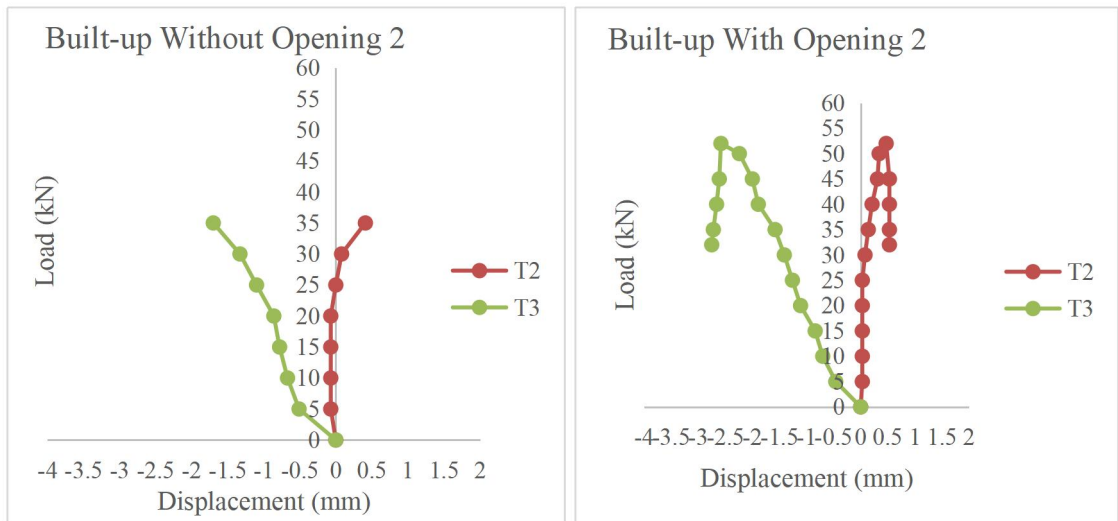 Built-up Without Opening 2
60
55
50
45
40
35
30
25
20
15
10
5
0
Load (kN)
T2
T3
-4 -3.5 -3 -2.5 -2 -1.5 -1 -0.5 0 0.5 1 1.5 2
Displacement (mm)
Built-up With Opening 2
60
55
50
45
40
35
30
25
20
15
10
5
0
Load (kN)
T2
T3
-4-3.5-3-2.5-2-1.5-1-0.5 0 0.5 1 1.5 2
Displacement (mm)